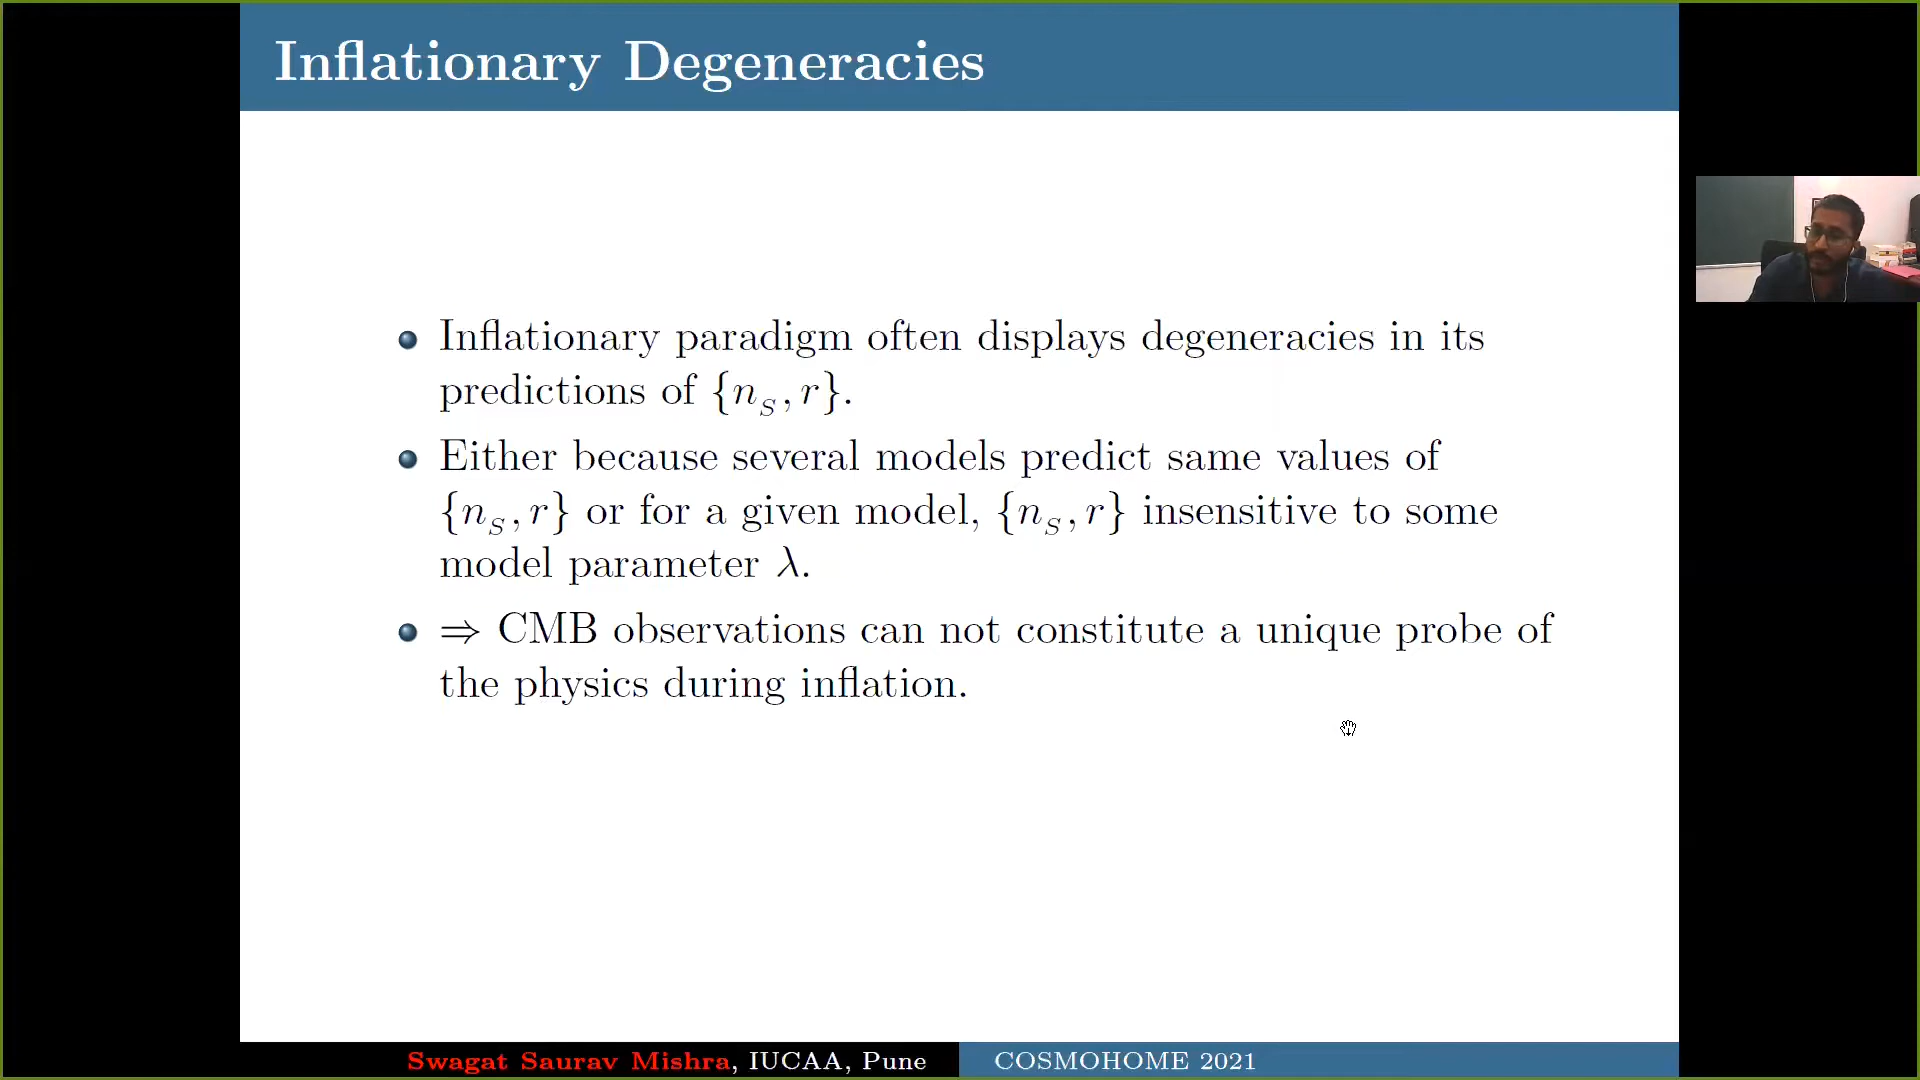 Inflationary Degeneracies
Inflationary paradigm often displays degeneracies in its
predictions of {n_S, r}.
Either because several models predict same values of
{n_S, r} or for a given model, {n_S, r} insensitive to some
model parameter λ.
⇒ CMB observations can not constitute a unique probe of
the physics during inflation.
Swagat Saurav Mishra, IUCAA, Pune COSMOHOME 2021